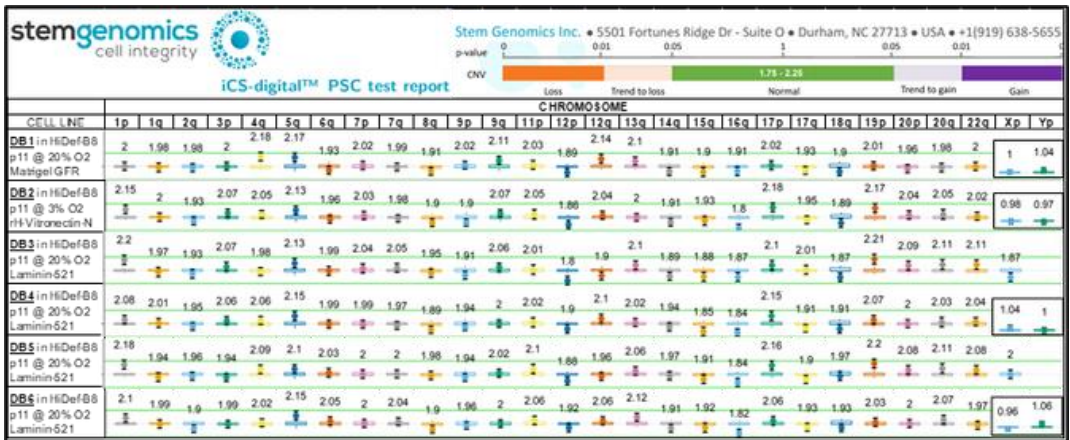 stemgenomics
cell integrity
iCS-digital™ PSC test report
Stem Genomics Inc. • 5501 Fortunes Ridge Dr - Suite O • Durham, NC 27713 • USA • +1(919) 638-5655
p-value 0 0.01 0.05 1 0.05 0.01 0
CNV 1.75 - 2.25
Loss Trend to loss Normal Trend to gain Gain
CHROMOSOME
CELL LINE 1p 1q 2q 3p 4q 5q 6q 7p 7q 8q 9p 9q 11p 12p 12q 13q 14q 15q 16q 17p 17q 18q 19p 20p 20q 22q Xp Yp
DB1 in HiDef-B8
p11 @ 20% O2
Matrigel GFR
2 1.98 1.98 2 2.18 2.17 1.93 2.02 1.99 1.91 2.02 2.11 2.03 1.89 2.14 2.1 1.91 1.9 1.91 2.02 1.93 1.9 2.01 1.96 1.98 2 1 1.04
DB2 in HiDef-B8
p11 @ 3% O2
rH-Vitronectin-N
2.15 2 1.93 2.07 2.05 2.13 1.96 2.03 1.98 1.9 1.9 2.07 2.05 1.86 2.04 2 1.91 1.93 1.8 2.18 1.95 1.89 2.17 2.04 2.05 2.02 0.98 0.97
DB3 in HiDef-B8
p11 @ 20% O2
Laminin-521
2.2 1.97 1.93 2.07 1.98 2.13 1.99 2.04 2.05 1.95 1.91 2.06 2.01 1.8 1.9 2.1 1.89 1.88 1.87 2.1 2.01 1.87 2.21 2.09 2.11 2.11 1.87
DB4 in HiDef-B8
p11 @ 20% O2
Laminin-521
2.08 2.01 1.95 2.06 2.06 2.15 1.99 1.99 1.97 1.89 1.94 2 2.02 1.9 2.1 2.02 1.94 1.85 1.84 2.15 1.91 1.91 2.07 2 2.03 2.04 1.04 1
DB5 in HiDef-B8
p11 @ 20% O2
Laminin-521
2.18 1.94 1.96 1.94 2.09 2.1 2.03 2 2 1.98 1.94 2.02 2.1 1.88 1.96 2.06 1.97 1.91 1.84 2.16 1.9 1.97 2.2 2.08 2.11 2.08 2
DB6 in HiDef-B8
p11 @ 20% O2
Laminin-521
2.1 1.99 1.9 1.99 2.02 2.15 2.05 2 2.04 1.9 1.96 2 2.06 1.92 2.06 2.12 1.91 1.92 1.82 2.06 1.93 1.93 2.03 2 2.07 1.97 0.96 1.06